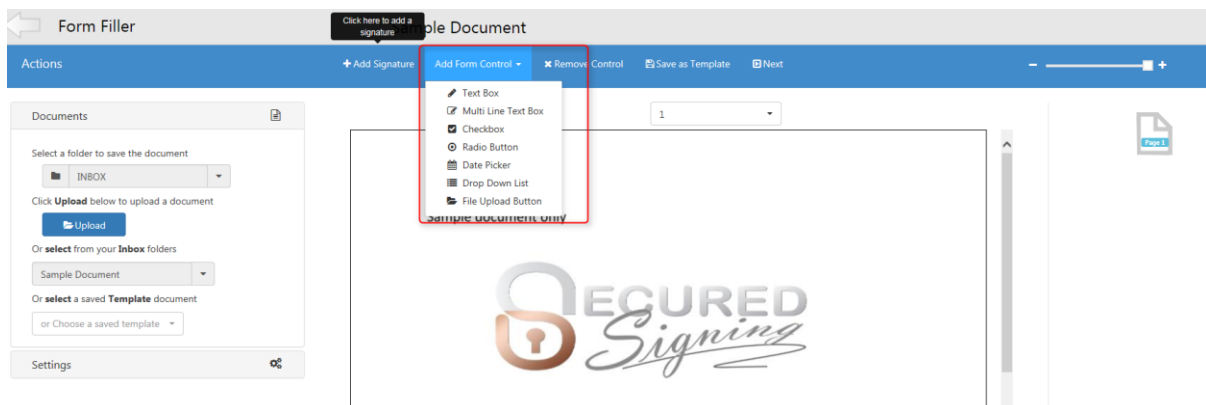 Form Filler
Click here to add a
signature
ple Document
Actions
Add Signature
Add Form Control
Remove Control
Save as Template
Next
Text Box
Multi Line Text Box
Checkbox
Radio Button
Date Picker
Drop Down List
File Upload Button
Documents
Select a folder to save the document
INBOX
Click Upload below to upload a document
Upload
Or select from your Inbox folders
Sample Document
Or select a saved Template document
or Choose a saved template
Settings
1
Sample document only
SECURED
Signing
Page 1